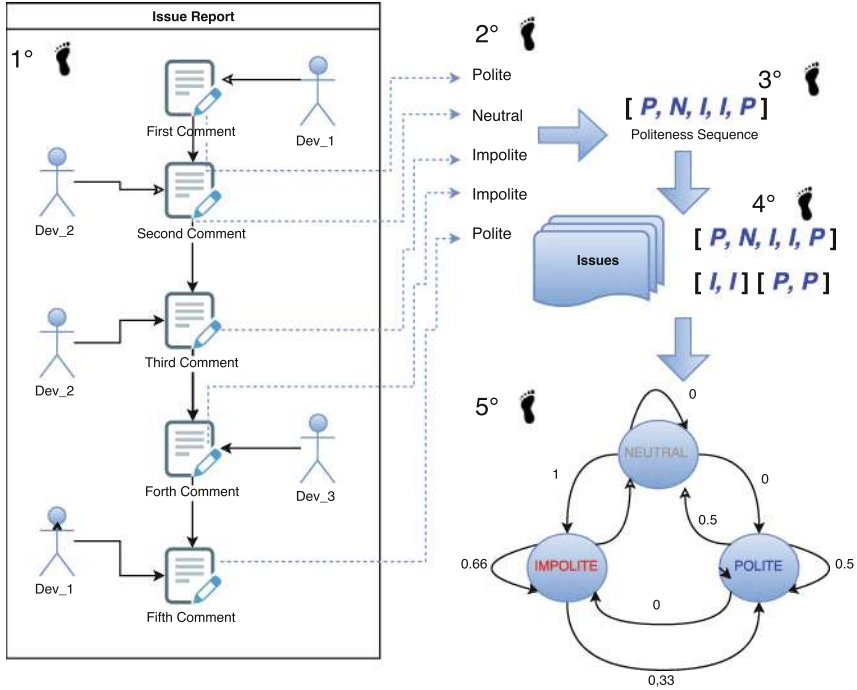 Issue Report
1°
First Comment
Dev_1
Dev_2
Second Comment
Dev_2
Third Comment
Forth Comment
Dev_3
Dev_1
Fifth Comment
2°
Polite
Neutral
Impolite
Impolite
Polite
3°
[ P, N, I, I, P ]
Politeness Sequence
4°
Issues
[ P, N, I, I, P ]
[ I, I ] [ P, P ]
5°
0
NEUTRAL
1
0
0.5
0.66
IMPOLITE
POLITE
0.5
0
0,33